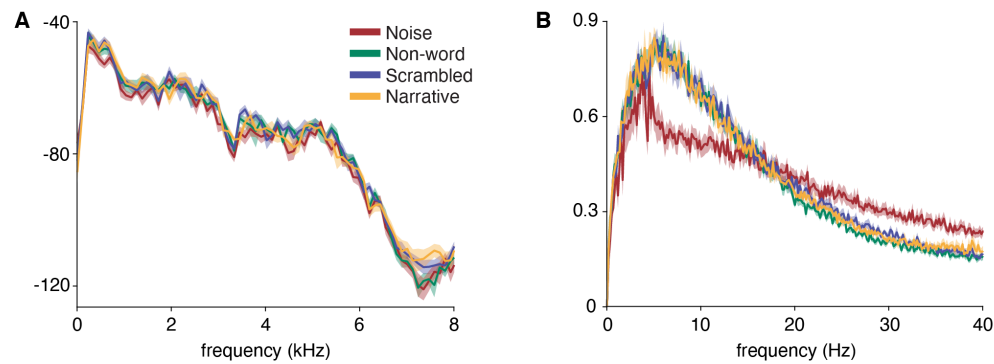 A
-40
-80
-120
0
2
4
6
8
frequency (kHz)
Noise
Non-word
Scrambled
Narrative
B
0.9
0.6
0.3
0
0
10
20
30
40
frequency (Hz)